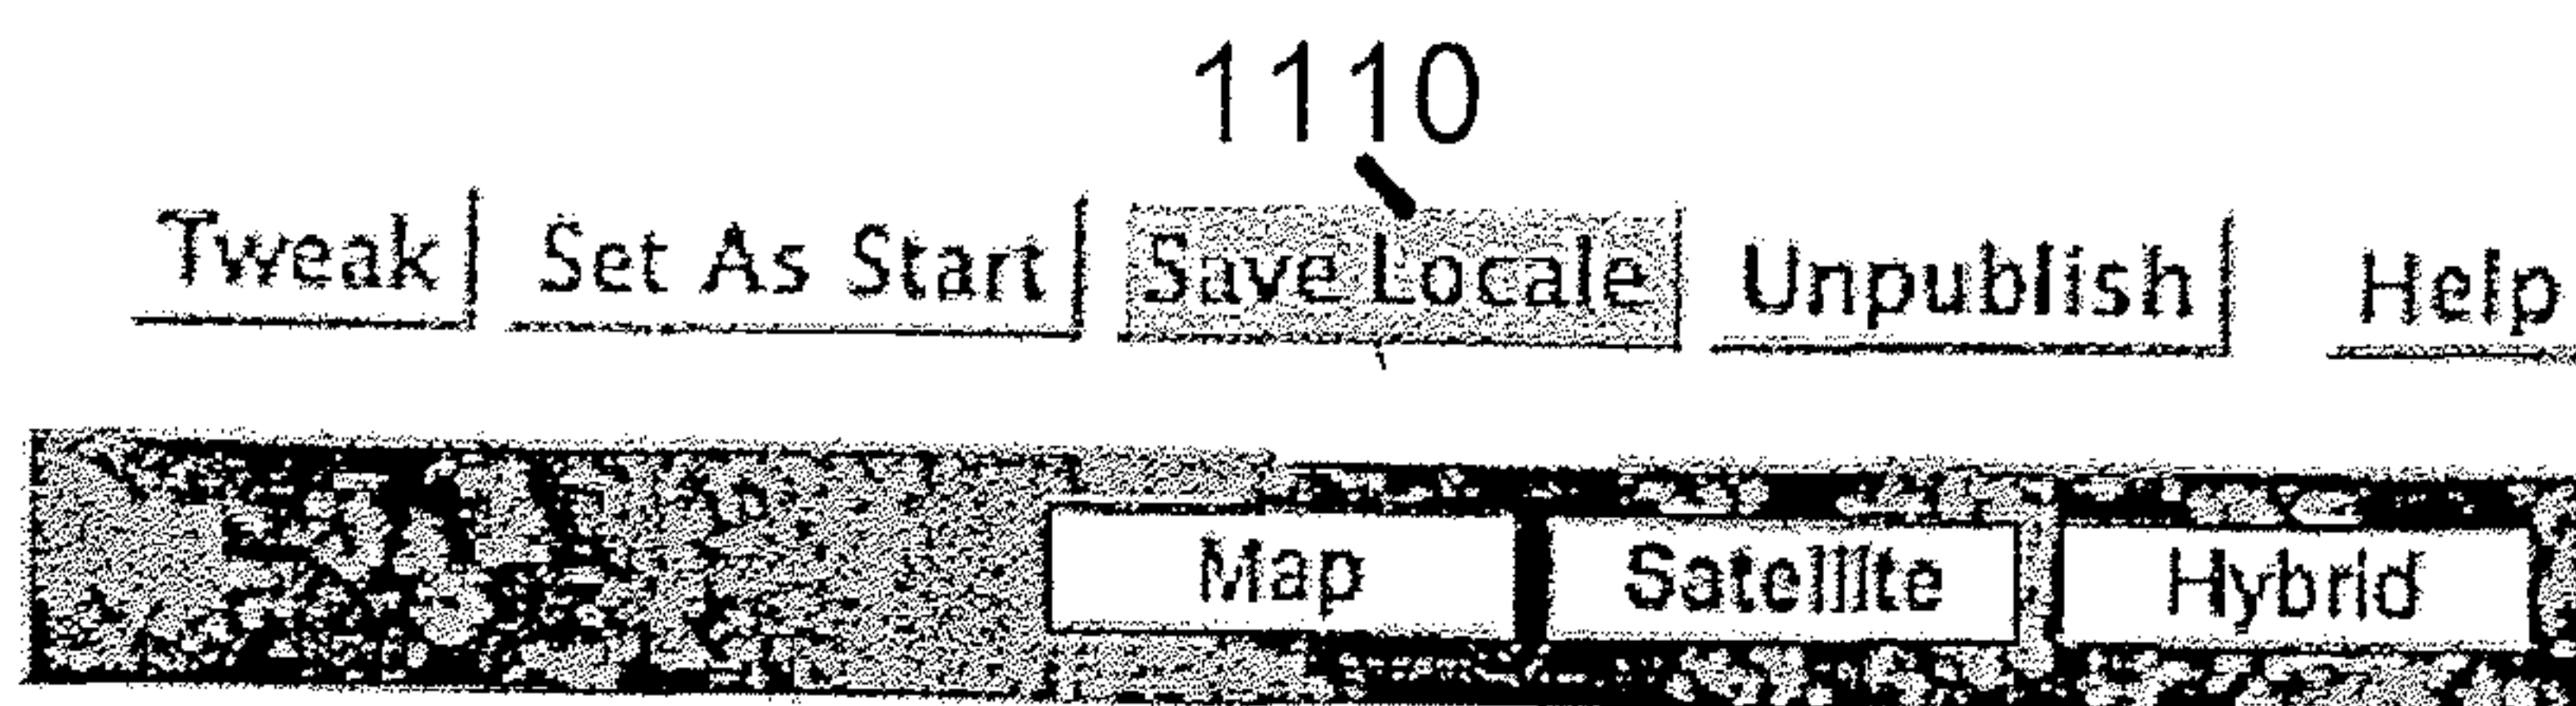 1110
Tweak Set As Start Save Locale Unpublish Help
Map Satellite Hybrid